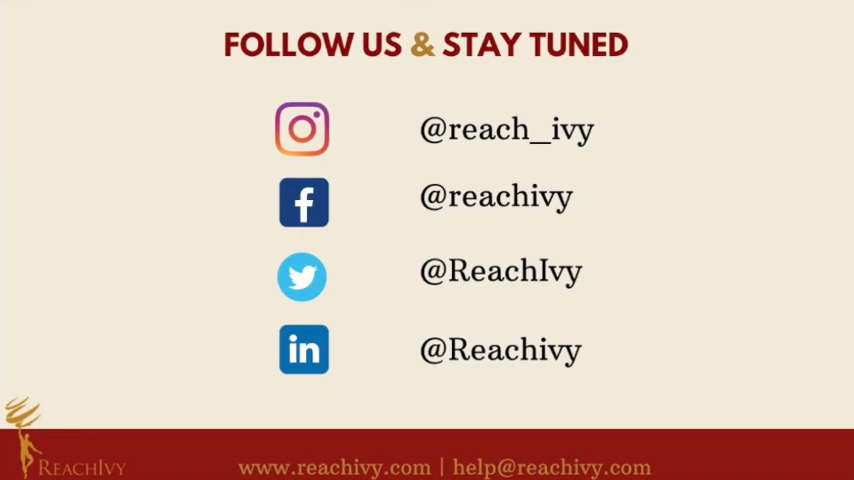 FOLLOW US & STAY TUNED
@reach_ivy
@reachivy
@ReachIvy
@Reachivy
REACHIVY
www.reachivy.com | help@reachivy.com